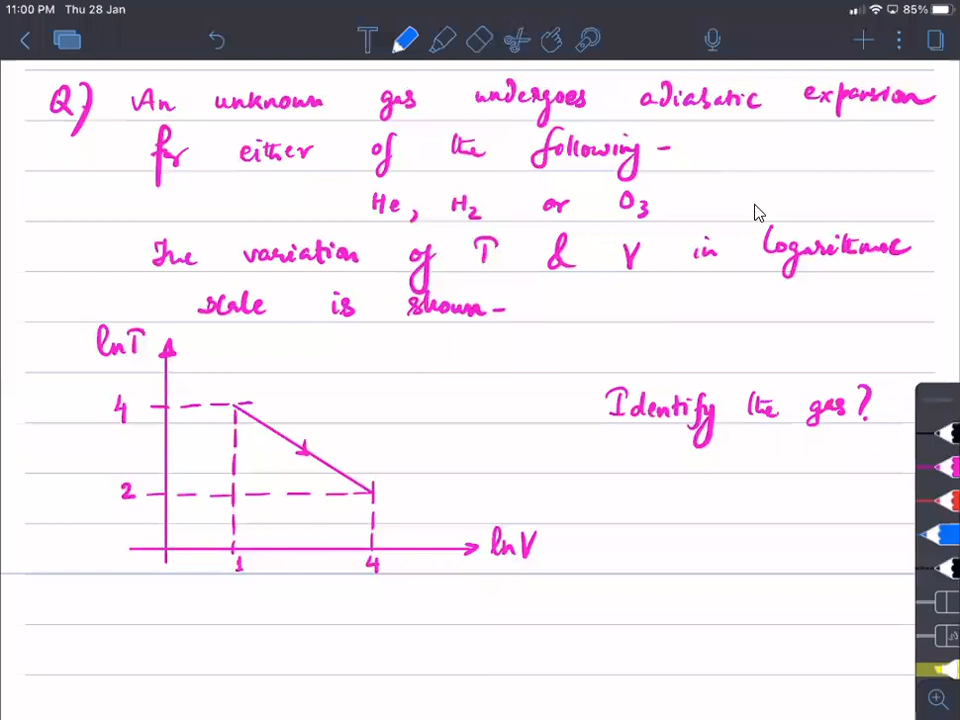 11:00 PM Thu 28 Jan 85%
Q) An unknown gas undergoes adiabatic expansion
for either of the following -
He, H2 or O3
The variation of T & V in logarithmic
scale is shown -
lnT
4
Identify the gas?
2
lnV
1 4